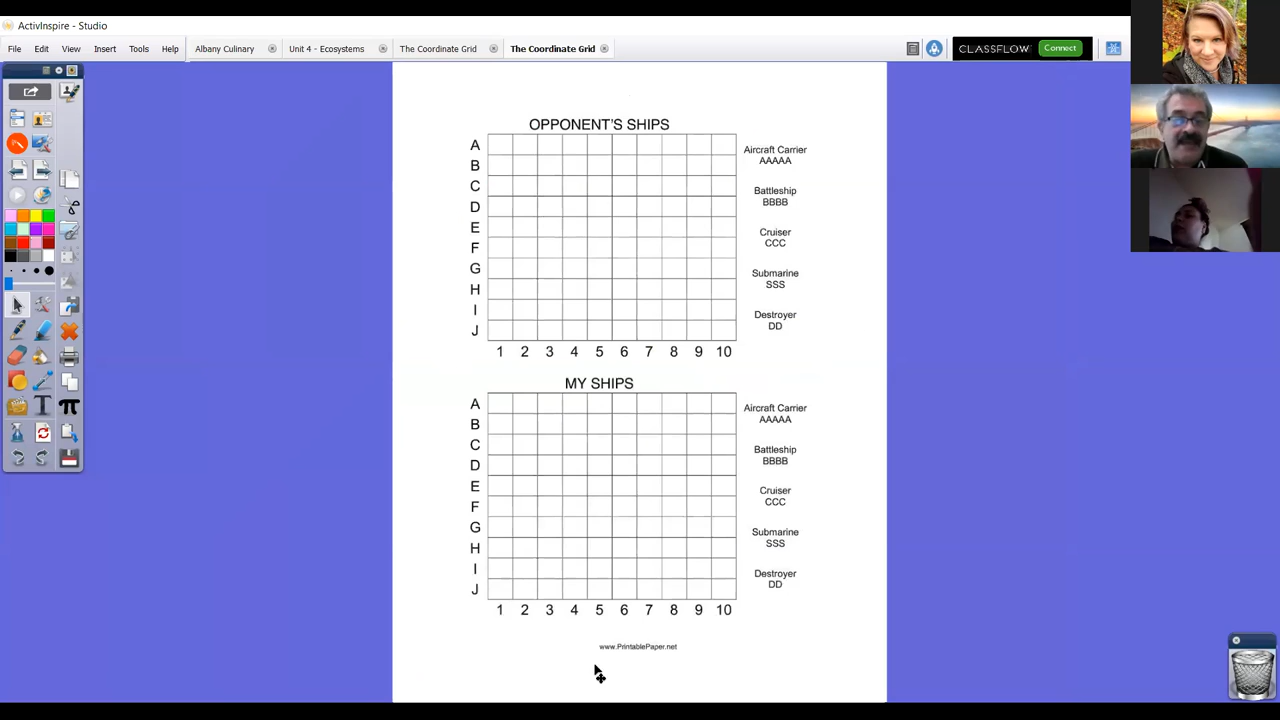 ActivInspire - Studio
File Edit View Insert Tools Help
Albany Culinary Unit 4 - Ecosystems The Coordinate Grid The Coordinate Grid
CLASSFLOW Connect
OPPONENT'S SHIPS
A
B
C
D
E
F
G
H
I
J
1 2 3 4 5 6 7 8 9 10
Aircraft Carrier
AAAAA
Battleship
BBBB
Cruiser
CCC
Submarine
SSS
Destroyer
DD
MY SHIPS
A
B
C
D
E
F
G
H
I
J
1 2 3 4 5 6 7 8 9 10
Aircraft Carrier
AAAAA
Battleship
BBBB
Cruiser
CCC
Submarine
SSS
Destroyer
DD
www.PrintablePaper.net